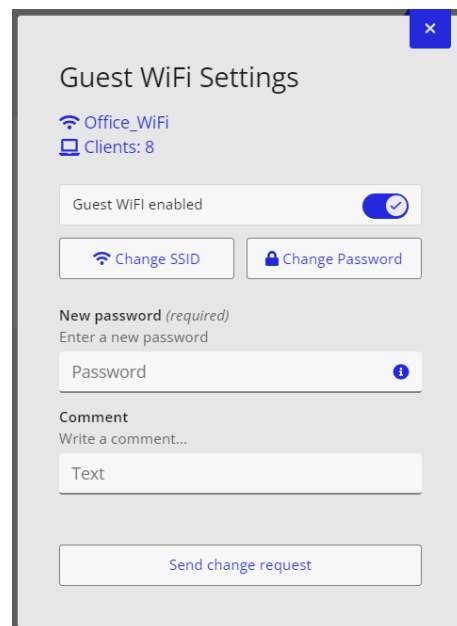 Guest WiFi Settings
Office_WiFi
Clients: 8
Guest WiFI enabled
Change SSID
Change Password
New password (required)
Enter a new password
Password
Comment
Write a comment...
Text
Send change request